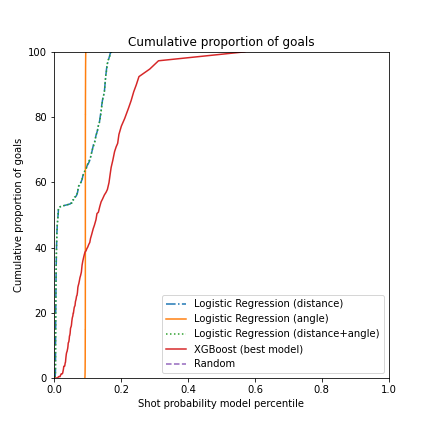 Cumulative proportion of goals
100
80
60
40
20
0
Cumulative proportion of goals
0.0 0.2 0.4 0.6 0.8 1.0
Shot probability model percentile
Logistic Regression (distance)
Logistic Regression (angle)
Logistic Regression (distance+angle)
XGBoost (best model)
Random